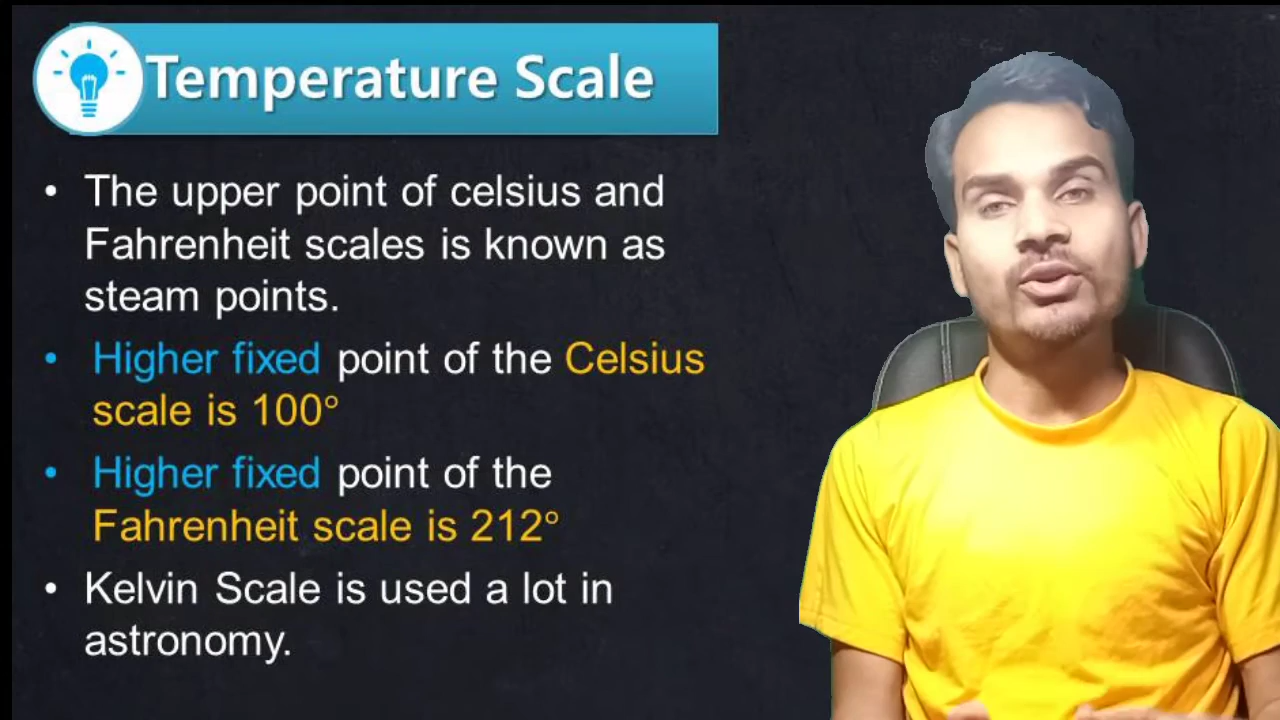 Temperature Scale
• The upper point of celsius and
Fahrenheit scales is known as
steam points.
• Higher fixed point of the Celsius
scale is 100°
• Higher fixed point of the
Fahrenheit scale is 212°
• Kelvin Scale is used a lot in
astronomy.